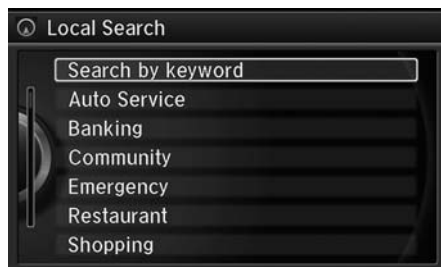 Local Search
Search by keyword
Auto Service
Banking
Community
Emergency
Restaurant
Shopping